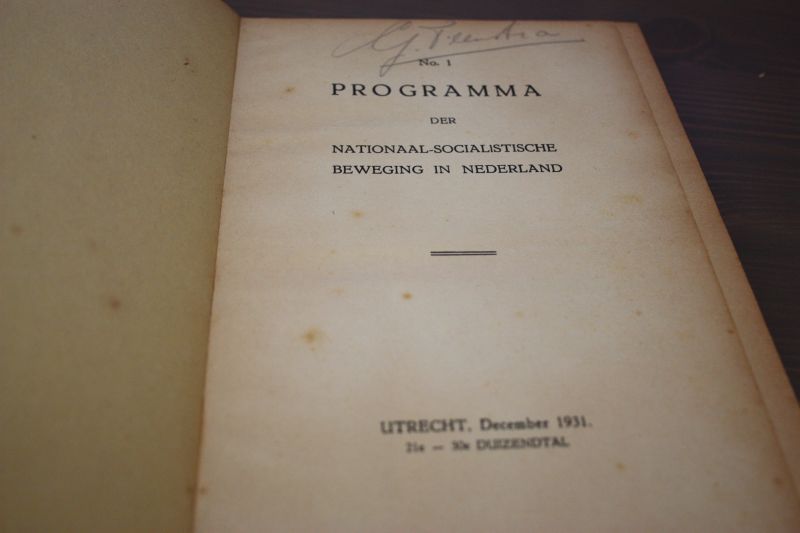 No. 1
PROGRAMMA
DER
NATIONAAL-SOCIALISTISCHE
BEWEGING IN NEDERLAND
UTRECHT, December 1931.
21e — 30e DUIZENDTAL